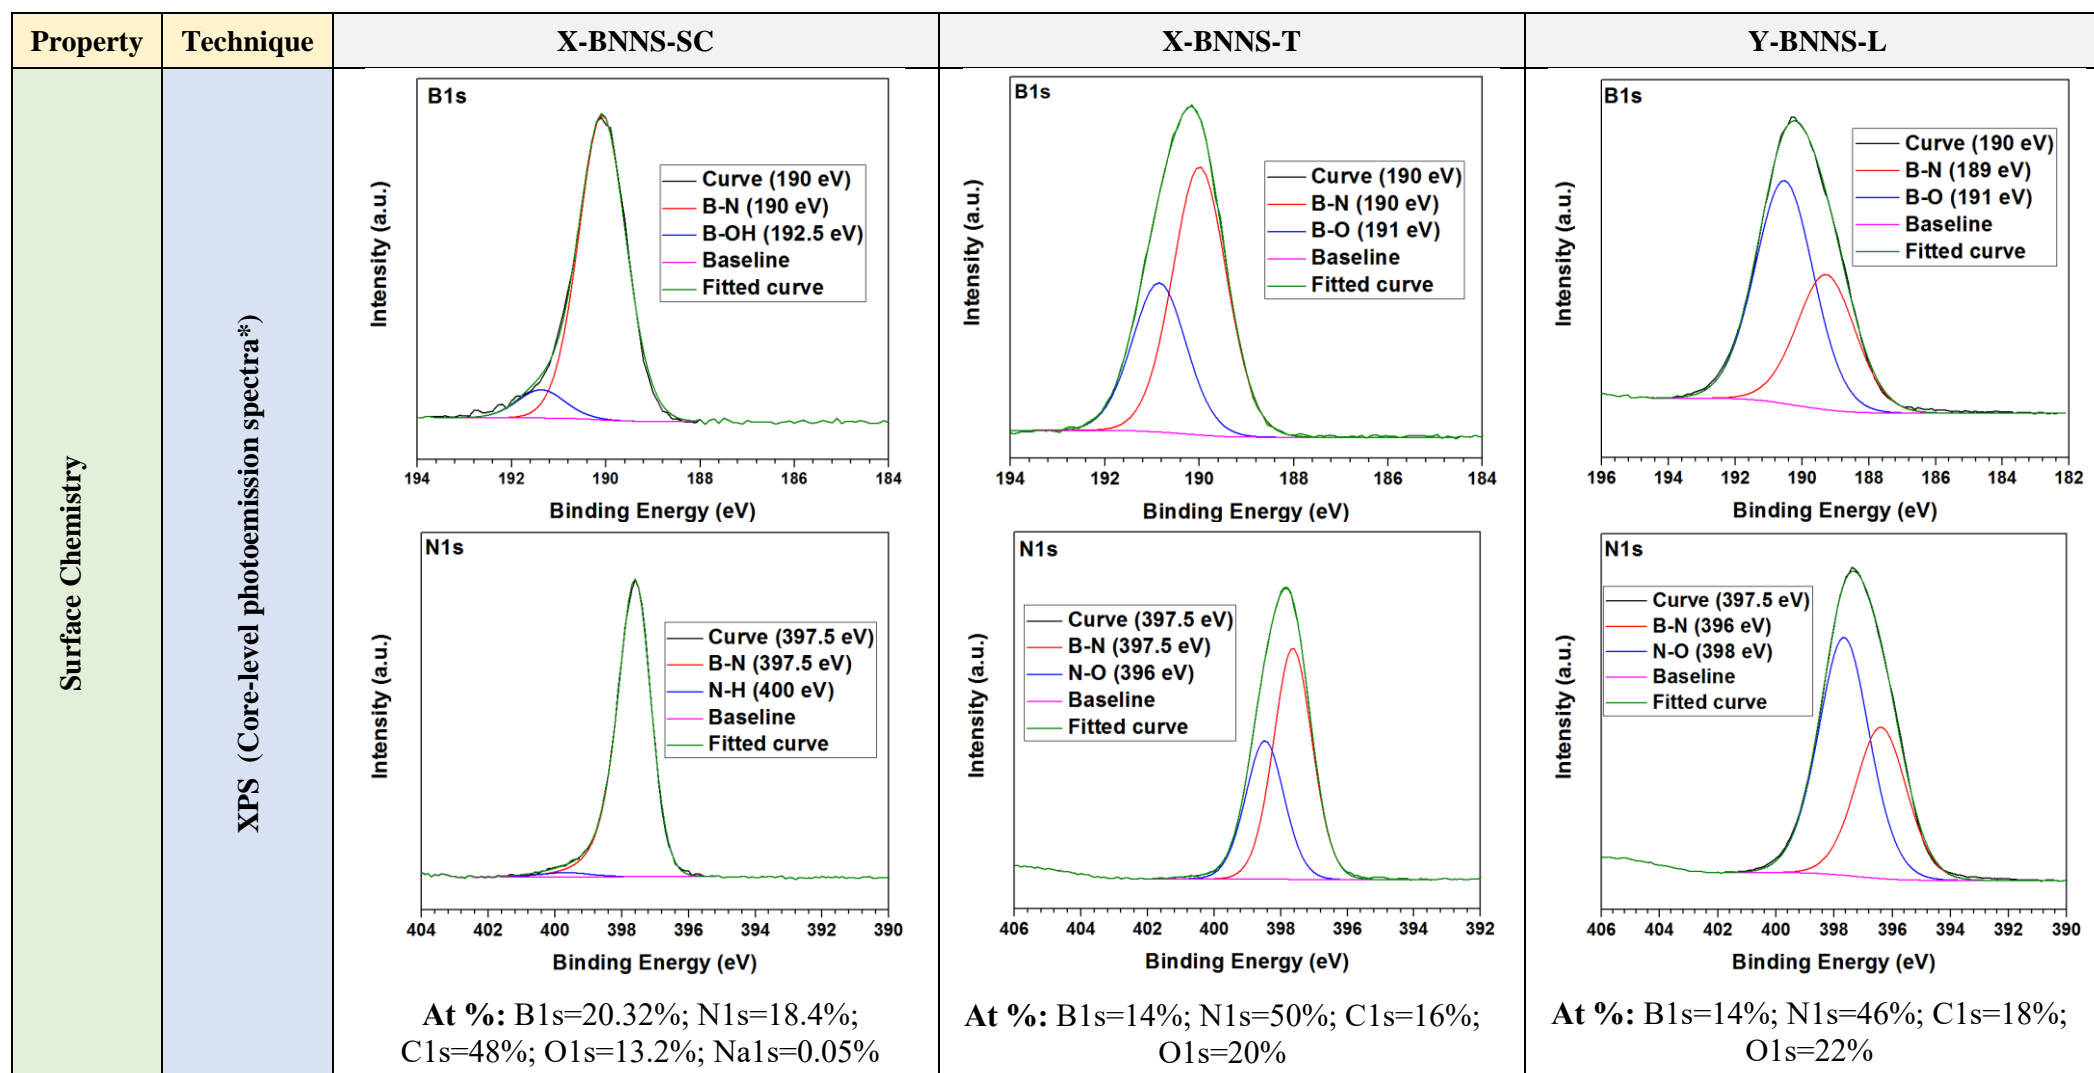 Property
Technique
X-BNNS-SC
X-BNNS-T
Y-BNNS-L
Surface Chemistry
XPS (Core-level photoemission spectra*)
B1s
Curve (190 eV)
B-N (190 eV)
B-OH (192.5 eV)
Baseline
Fitted curve
Intensity (a.u.)
194 192 190 188 186 184
Binding Energy (eV)
B1s
Curve (190 eV)
B-N (190 eV)
B-O (191 eV)
Baseline
Fitted curve
Intensity (a.u.)
194 192 190 188 186 184
Binding Energy (eV)
B1s
Curve (190 eV)
B-N (189 eV)
B-O (191 eV)
Baseline
Fitted curve
Intensity (a.u.)
196 194 192 190 188 186 184 182
Binding Energy (eV)
N1s
Curve (397.5 eV)
B-N (397.5 eV)
N-H (400 eV)
Baseline
Fitted curve
Intensity (a.u.)
404 402 400 398 396 394 392 390
Binding Energy (eV)
N1s
Curve (397.5 eV)
B-N (397.5 eV)
N-O (396 eV)
Baseline
Fitted curve
Intensity (a.u.)
406 404 402 400 398 396 394 392
Binding Energy (eV)
N1s
Curve (397.5 eV)
B-N (396 eV)
N-O (398 eV)
Baseline
Fitted curve
Intensity (a.u.)
406 404 402 400 398 396 394 392 390
Binding Energy (eV)
At %: B1s=20.32%; N1s=18.4%;
C1s=48%; O1s=13.2%; Na1s=0.05%
At %: B1s=14%; N1s=50%; C1s=16%;
O1s=20%
At %: B1s=14%; N1s=46%; C1s=18%;
O1s=22%